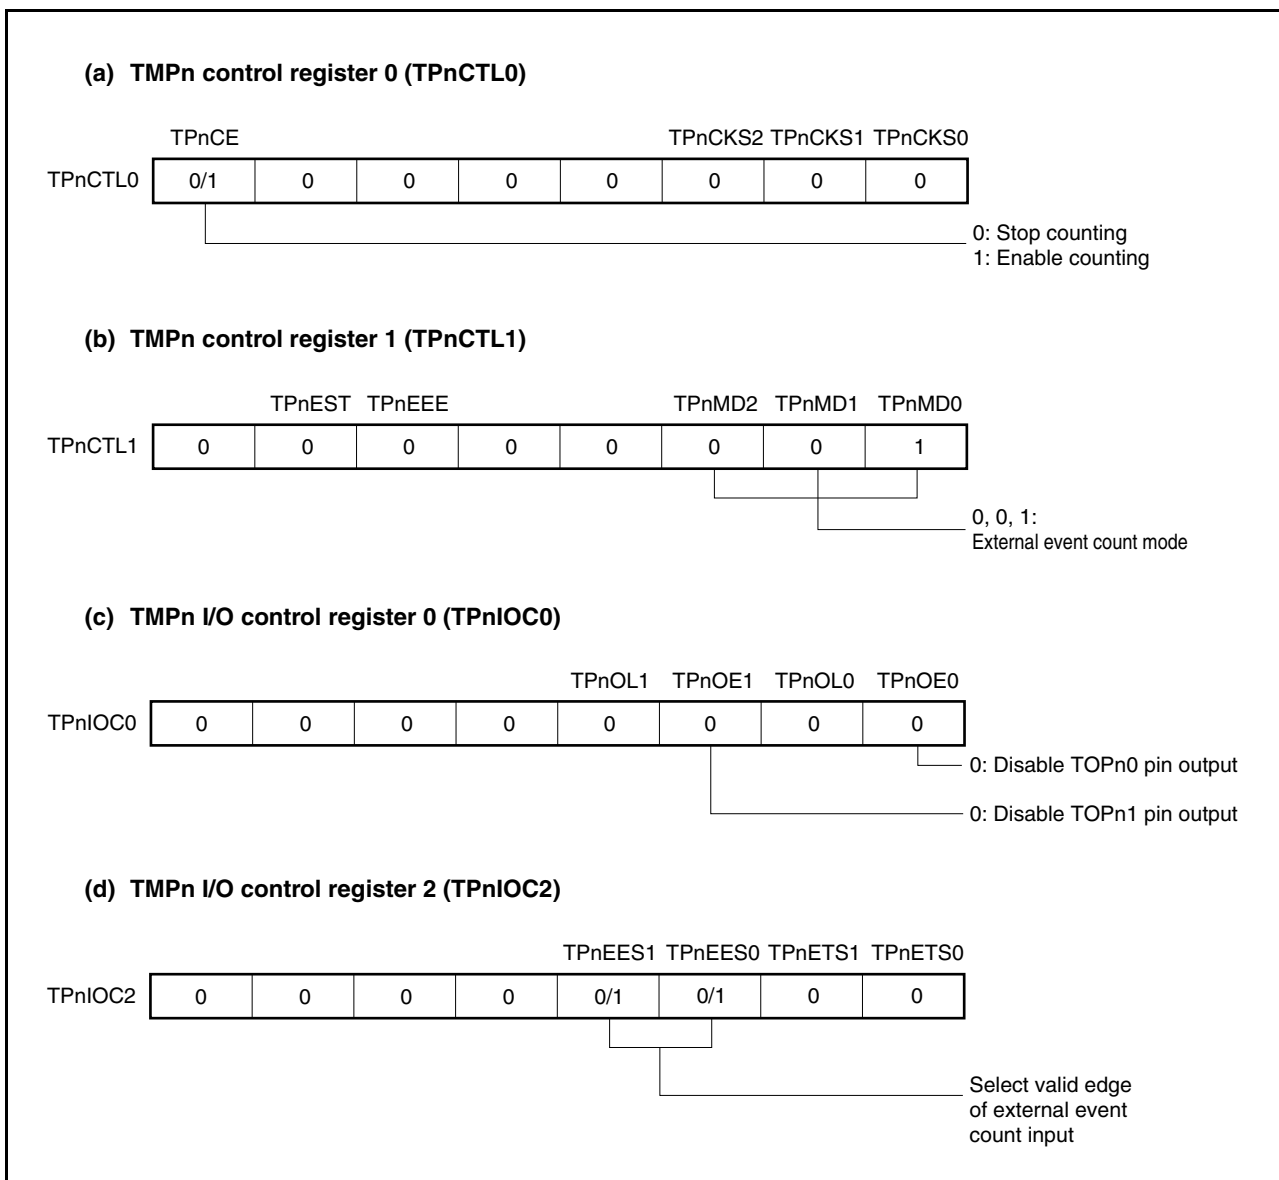 (a) TMPn control register 0 (TPnCTL0)
TPnCE TPnCKS2 TPnCKS1 TPnCKS0
TPnCTL0 0/1 0 0 0 0 0 0 0
0: Stop counting
1: Enable counting
(b) TMPn control register 1 (TPnCTL1)
TPnEST TPnEEE TPnMD2 TPnMD1 TPnMD0
TPnCTL1 0 0 0 0 0 0 0 1
0, 0, 1:
External event count mode
(c) TMPn I/O control register 0 (TPnIOC0)
TPnOL1 TPnOE1 TPnOL0 TPnOE0
TPnIOC0 0 0 0 0 0 0 0 0
0: Disable TOPn0 pin output
0: Disable TOPn1 pin output
(d) TMPn I/O control register 2 (TPnIOC2)
TPnEES1 TPnEES0 TPnETS1 TPnETS0
TPnIOC2 0 0 0 0 0/1 0/1 0 0
Select valid edge
of external event
count input